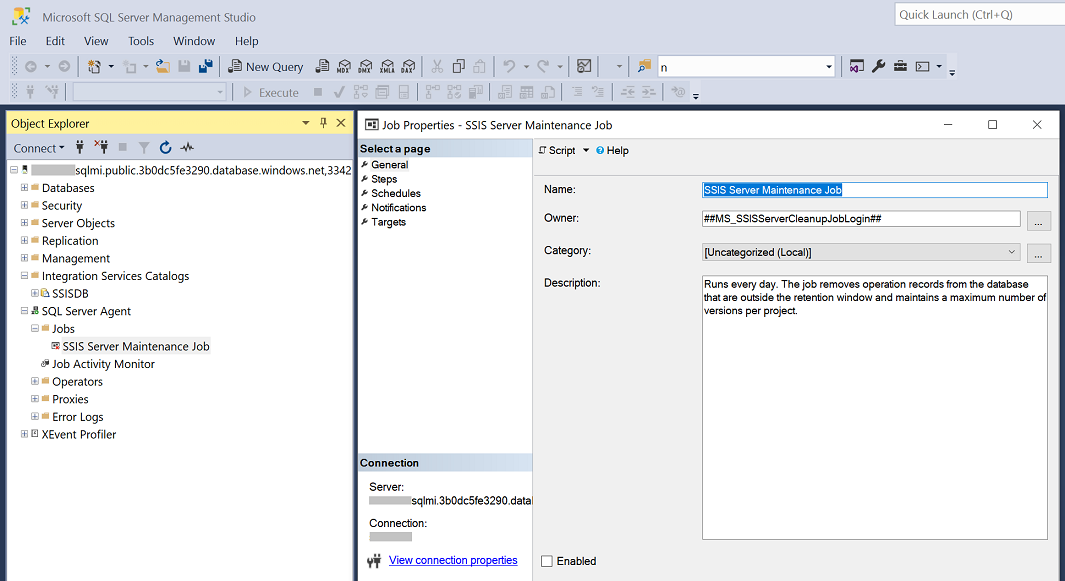 Microsoft SQL Server Management Studio
Quick Launch (Ctrl+Q)
File Edit View Tools Window Help
New Query
MDX DMX XMLA DAX
n
Execute
Object Explorer
Connect
sqlmi.public.3b0dc5fe3290.database.windows.net,3342
Databases
Security
Server Objects
Replication
Management
Integration Services Catalogs
SSISDB
SQL Server Agent
Jobs
SSIS Server Maintenance Job
Job Activity Monitor
Operators
Proxies
Error Logs
XEvent Profiler
Job Properties - SSIS Server Maintenance Job
Select a page
General
Steps
Schedules
Notifications
Targets
Connection
Server:
sqlmi.3b0dc5fe3290.datal
Connection:
View connection properties
Script
Help
Name:
SSIS Server Maintenance Job
Owner:
##MS_SSISServerCleanupJobLogin##
...
Category:
[Uncategorized (Local)]
...
Description:
Runs every day. The job removes operation records from the database
that are outside the retention window and maintains a maximum number of
versions per project.
Enabled